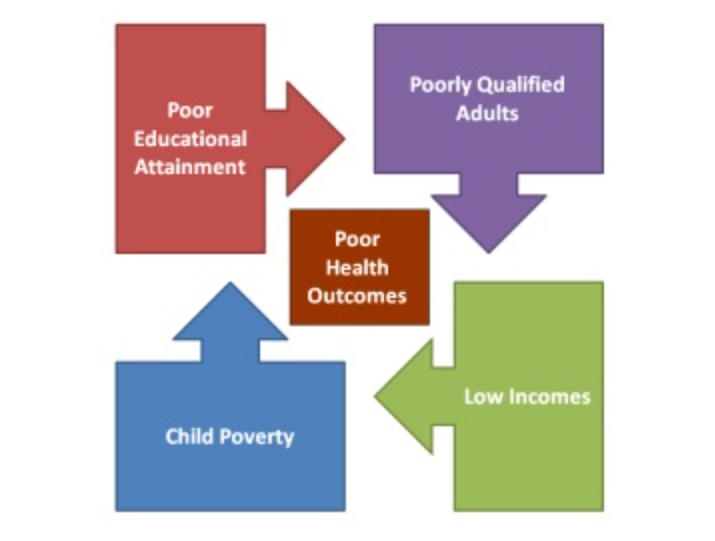 Poor
Educational
Attainment
Poorly Qualified
Adults
Poor
Health
Outcomes
Low Incomes
Child Poverty